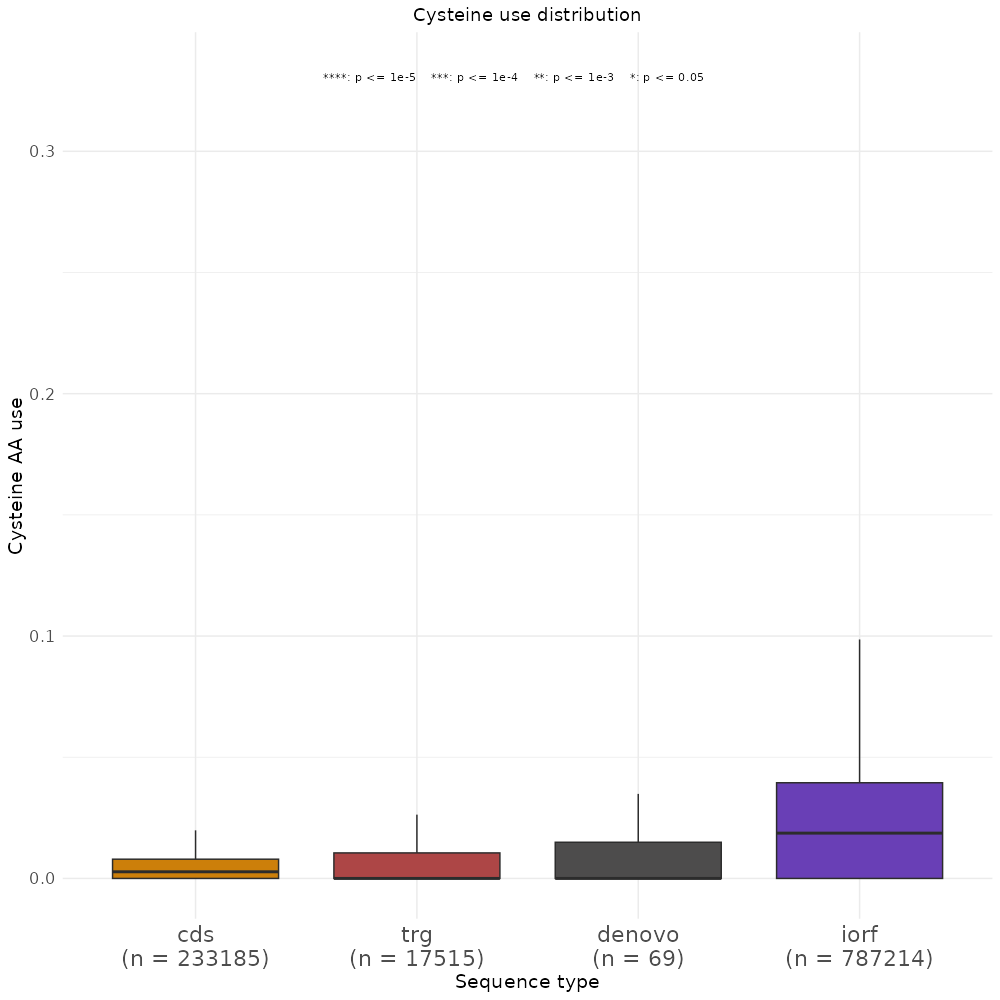 Cysteine use distribution
****: p <= 1e-5 ***: p <= 1e-4 **: p <= 1e-3 *: p <= 0.05
0.3
0.2
0.1
0.0
Cysteine AA use
cds trg denovo iorf
(n = 233185) (n = 17515) (n = 69) (n = 787214)
Sequence type